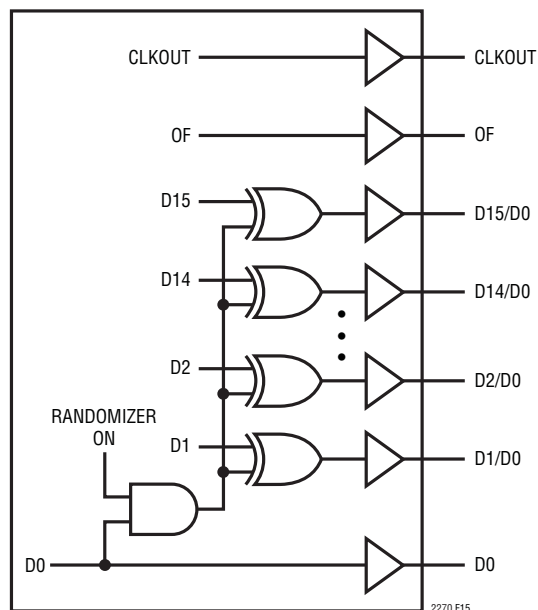 CLKOUT
CLKOUT
OF
OF
D15
D15/D0
D14
D14/D0
D2
D2/D0
RANDOMIZER
ON
D1
D1/D0
D0
D0
2270 F15